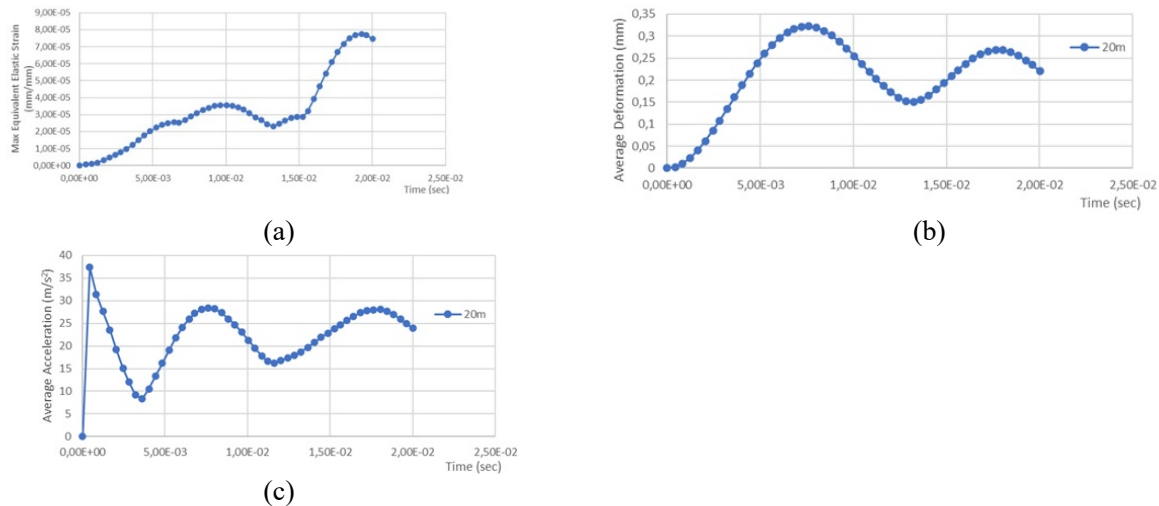 Max Equivalent Elastic Strain
(mm/mm)
9,00E-05
8,00E-05
7,00E-05
6,00E-05
5,00E-05
4,00E-05
3,00E-05
2,00E-05
1,00E-05
0,00E+00
0,00E+00 5,00E-03 1,00E-02 1,50E-02 2,00E-02 2,50E-02
Time (sec)
20m
(a)
Average Deformation (mm)
0,35
0,3
0,25
0,2
0,15
0,1
0,05
0
0,00E+00 5,00E-03 1,00E-02 1,50E-02 2,00E-02 2,50E-02
Time (sec)
20m
(b)
Average Acceleration (m/s²)
40
35
30
25
20
15
10
5
0
0,00E+00 5,00E-03 1,00E-02 1,50E-02 2,00E-02 2,50E-02
Time (sec)
20m
(c)